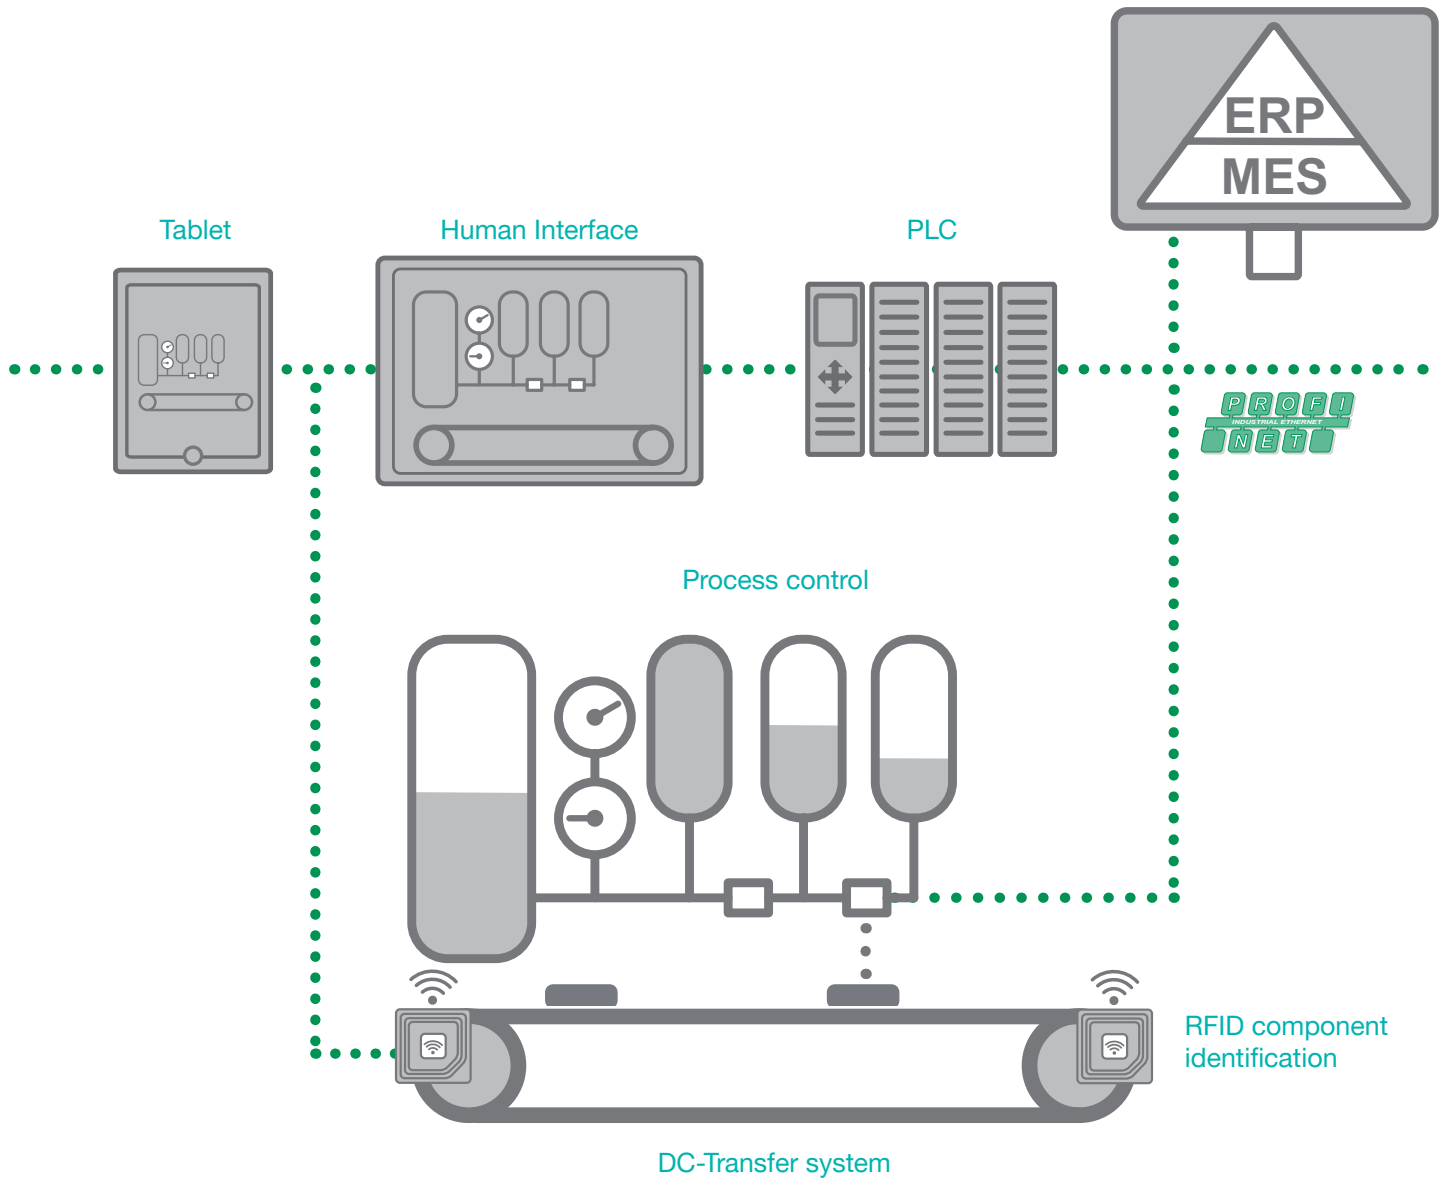 ERP
MES
Tablet
Human Interface
PLC
PROFI
INDUSTRIAL ETHERNET
NET
Process control
RFID component
identification
DC-Transfer system